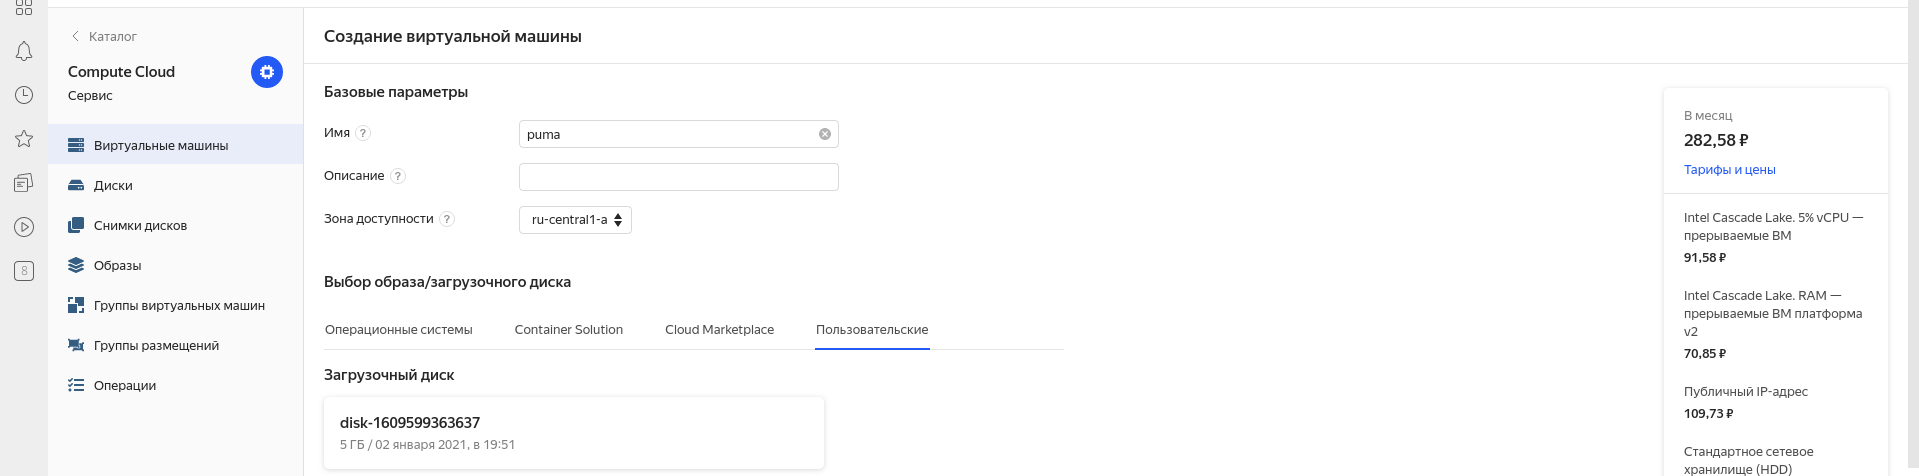 Каталог
Compute Cloud
Сервис
Виртуальные машины
Диски
Снимки дисков
Образы
Группы виртуальных машин
Группы размещений
Операции
8
Создание виртуальной машины
Базовые параметры
Имя ?
puma
Описание ?
Зона доступности ?
ru-central1-a
Выбор образа/загрузочного диска
Операционные системы Container Solution Cloud Marketplace Пользовательские
Загрузочный диск
disk-1609599363637
5 ГБ / 02 января 2021, в 19:51
В месяц
282,58 ₽
Тарифы и цены
Intel Cascade Lake. 5% vCPU —
прерываемые ВМ
91,58 ₽
Intel Cascade Lake. RAM —
прерываемые ВМ платформа
v2
70,85 ₽
Публичный IP-адрес
109,73 ₽
Стандартное сетевое
хранилище (HDD)